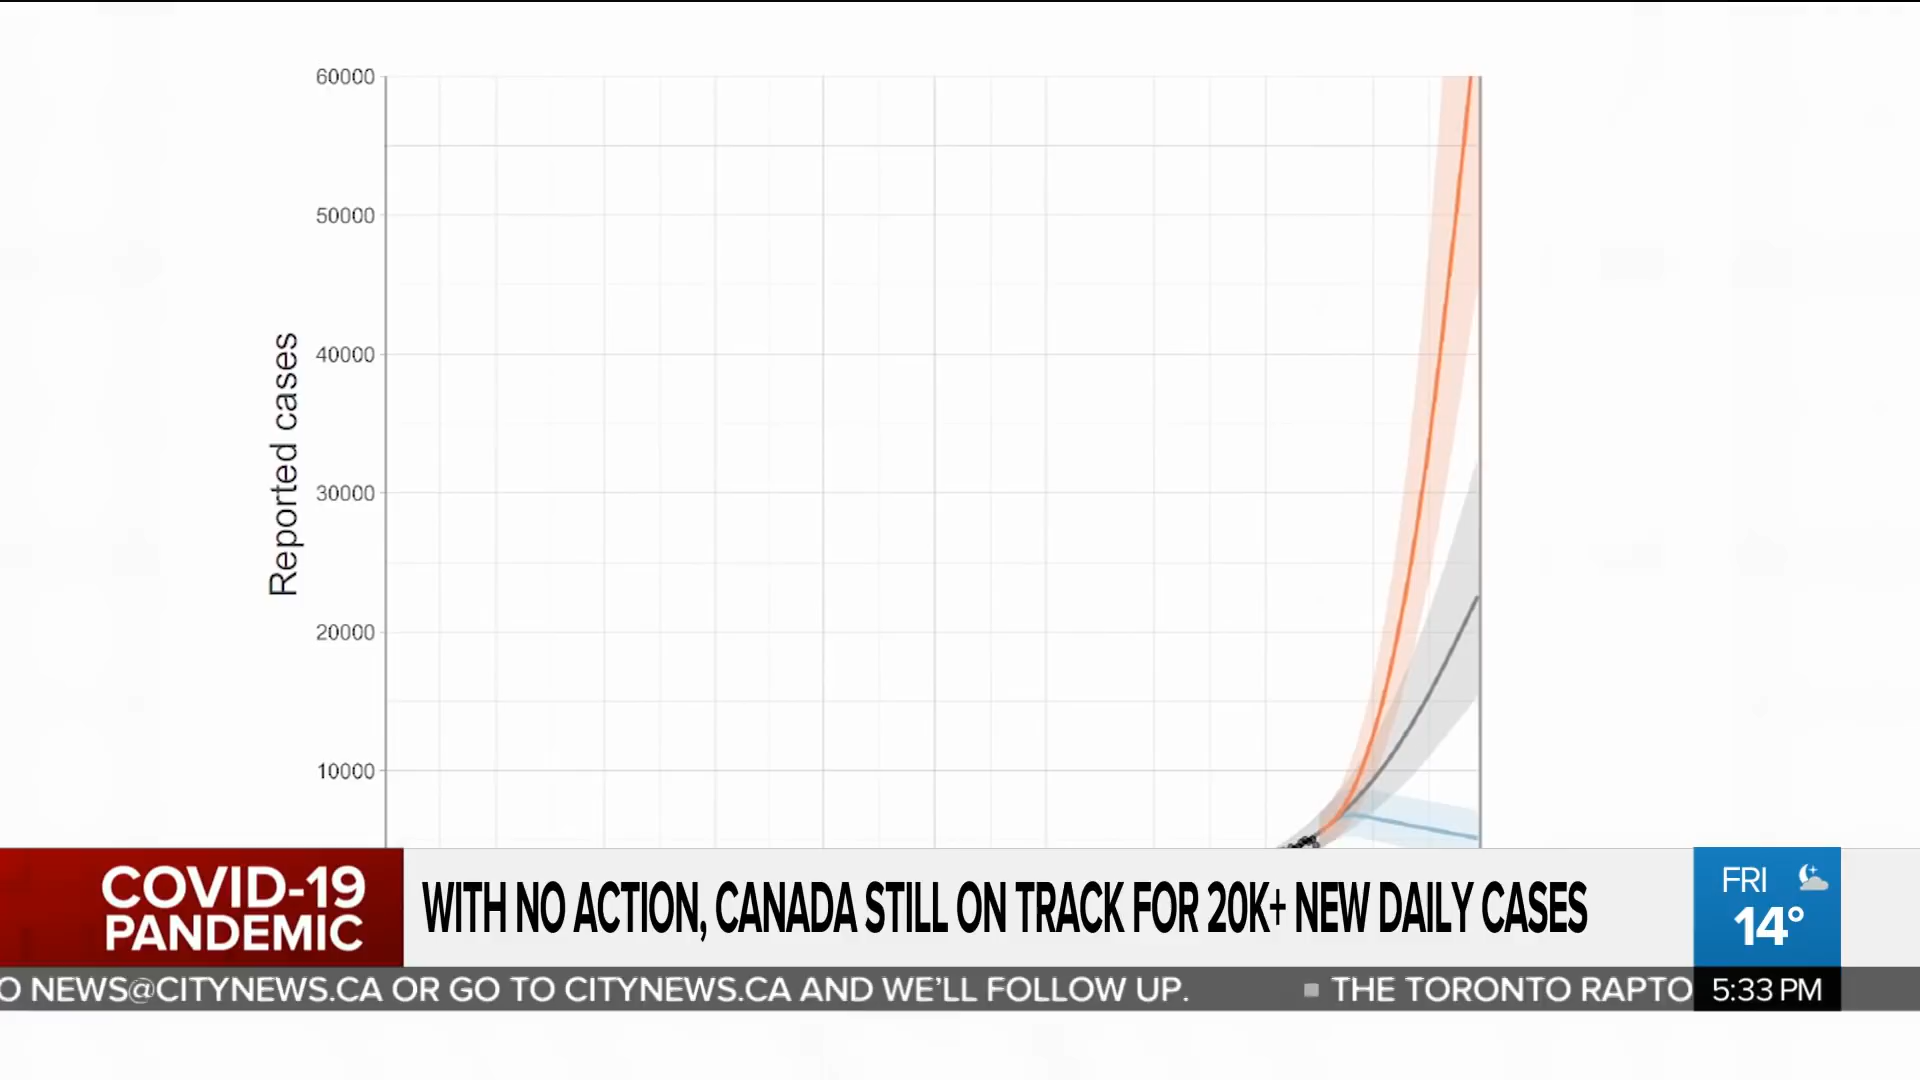 60000
50000
40000
30000
20000
10000
Reported cases
COVID-19
PANDEMIC
WITH NO ACTION, CANADA STILL ON TRACK FOR 20K+ NEW DAILY CASES
FRI
14°
O NEWS@CITYNEWS.CA OR GO TO CITYNEWS.CA AND WE'LL FOLLOW UP. THE TORONTO RAPTO
5:33 PM